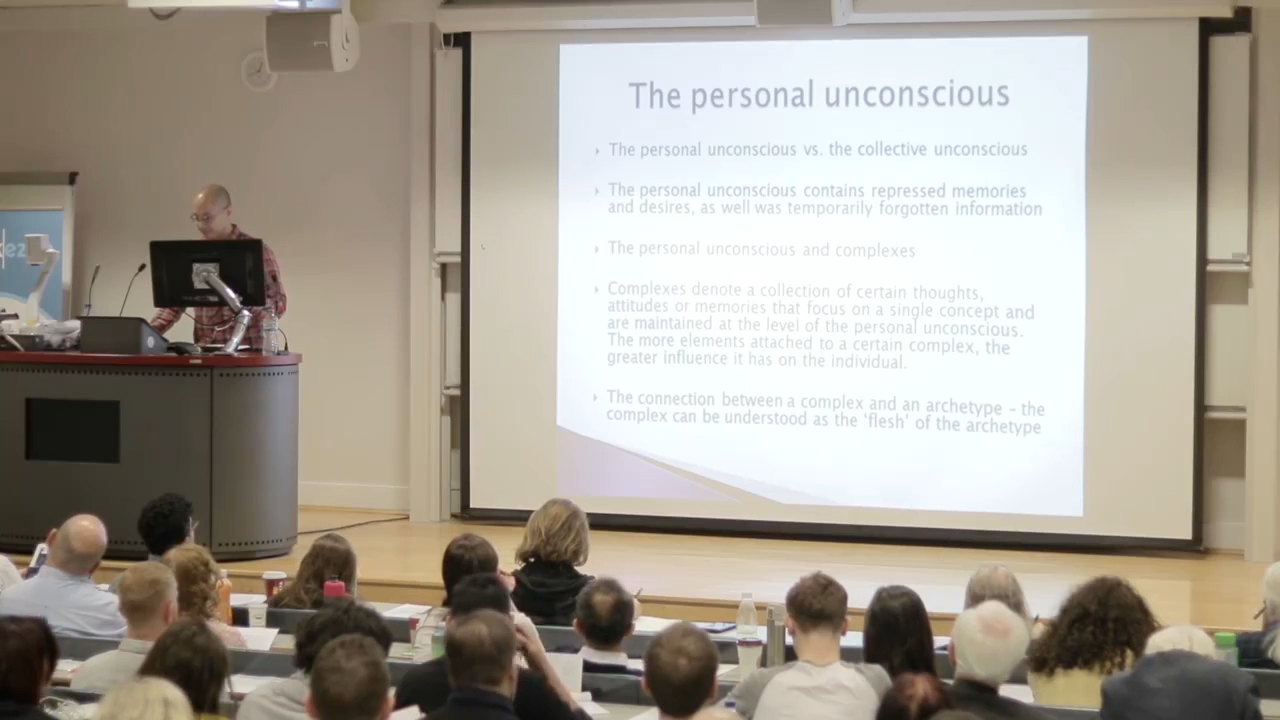 The personal unconscious
The personal unconscious vs. the collective unconscious
The personal unconscious contains repressed memories
and desires, as well was temporarily forgotten information
The personal unconscious and complexes
Complexes denote a collection of certain thoughts,
attitudes or memories that focus on a single concept and
are maintained at the level of the personal unconscious.
The more elements attached to a certain complex, the
greater influence it has on the individual.
The connection between a complex and an archetype – the
complex can be understood as the ‘flesh’ of the archetype